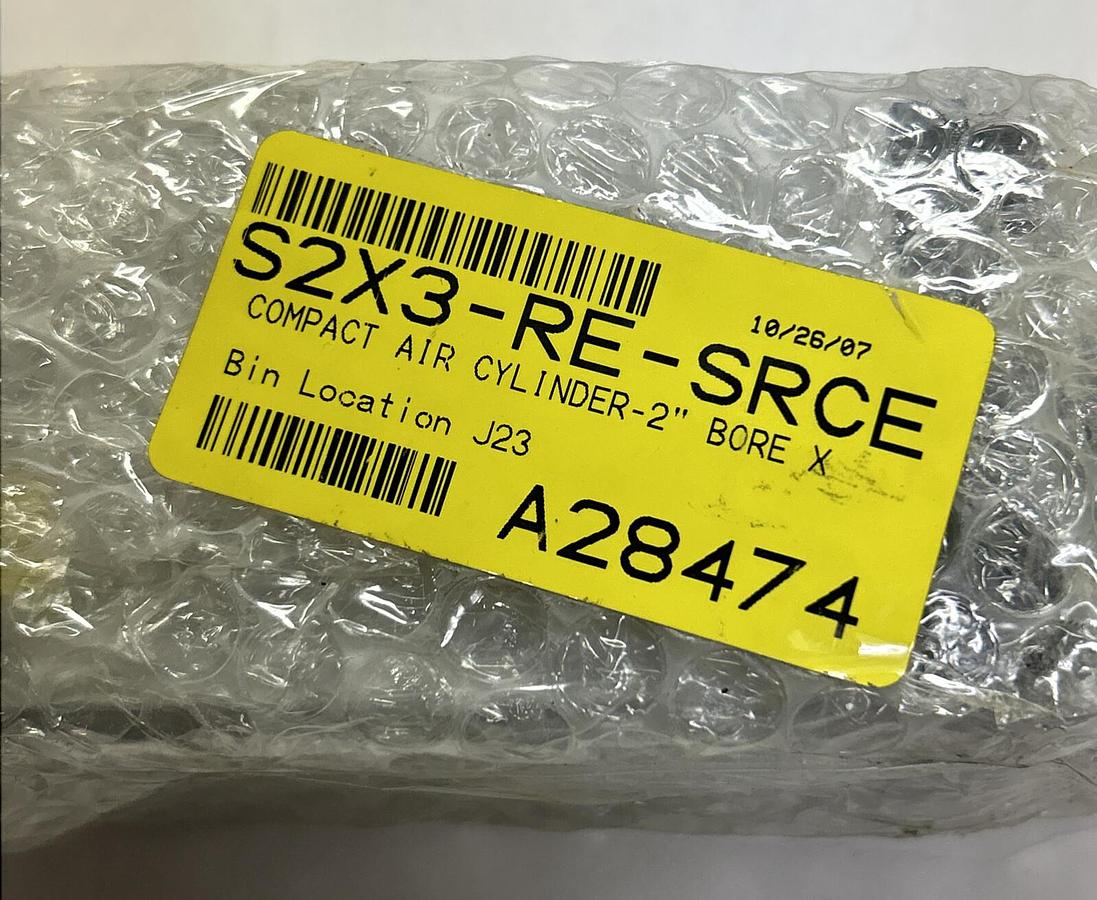 S2X3-RE-SRCE
10/26/07
COMPACT AIR CYLINDER-2" BORE X
Bin Location J23
A28474